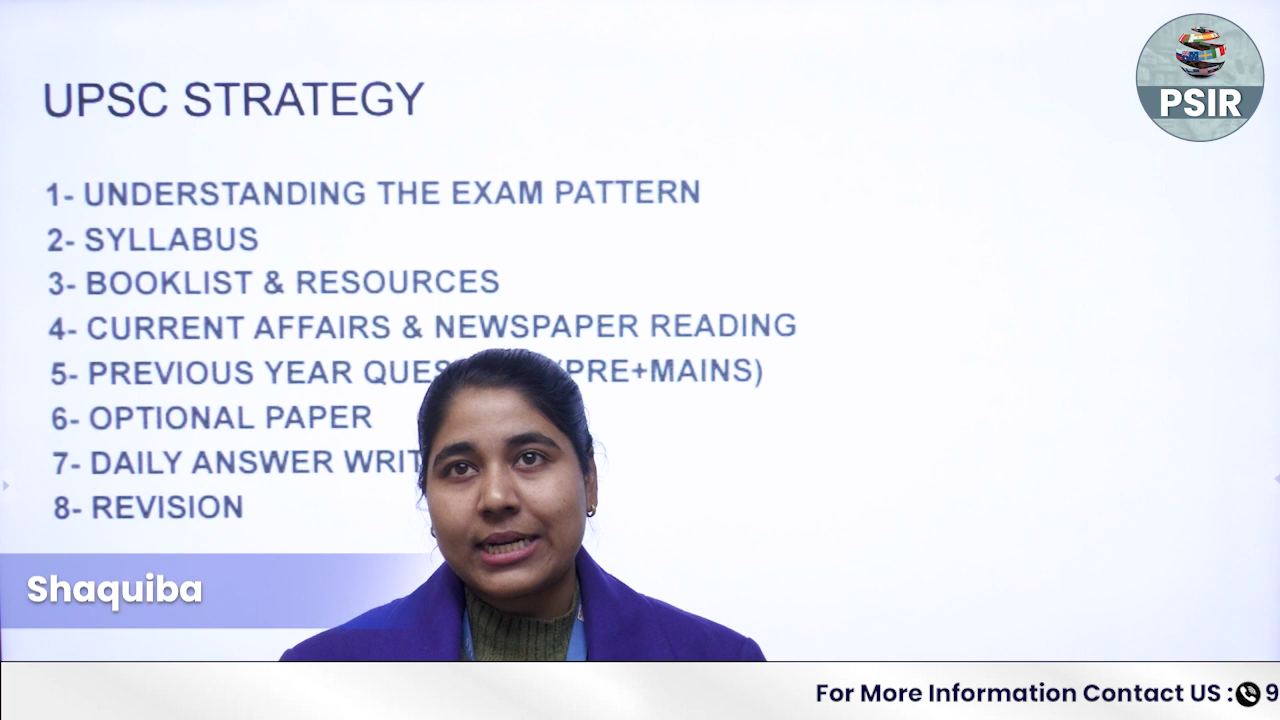 UPSC STRATEGY
1- UNDERSTANDING THE EXAM PATTERN
2- SYLLABUS
3- BOOKLIST & RESOURCES
4- CURRENT AFFAIRS & NEWSPAPER READING
5- PREVIOUS YEAR (PRE+MAINS)
6- OPTIONAL PAPER
7- DAILY ANSWER
8- REVISION
PSIR
Shaquiba
For More Information Contact US : 9